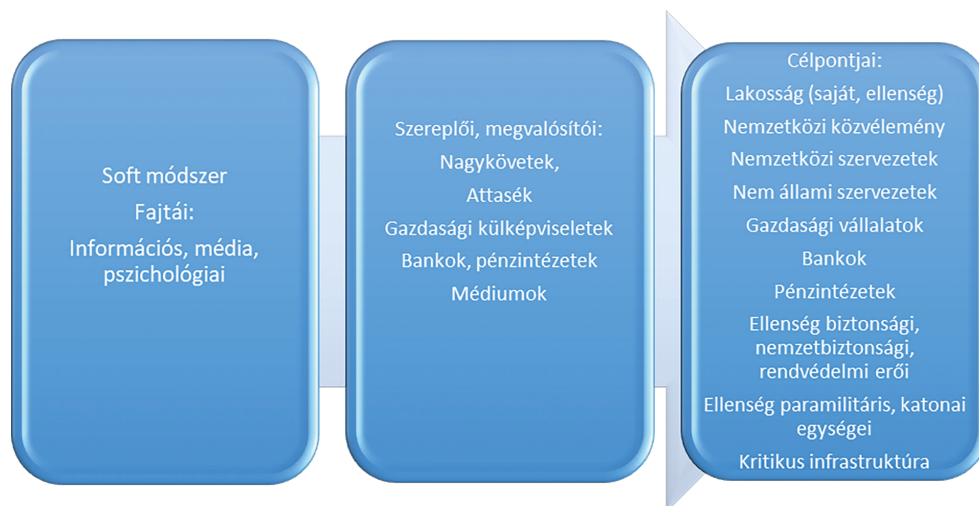 Soft módszer
Fajtái:
Információs, média,
pszichológiai
Szereplői, megvalósítói:
Nagykövetek,
Attasék
Gazdasági külképviseletek
Bankok, pénzintézetek
Médiumok
Célpontjai:
Lakosság (saját, ellenség)
Nemzetközi közvélemény
Nemzetközi szervezetek
Nem állami szervezetek
Gazdasági vállalatok
Bankok
Pénzintézetek
Ellenség biztonsági,
nemzetbiztonsági,
rendvédelmi erői
Ellenség paramilitáris, katonai
egységei
Kritikus infrastruktúra